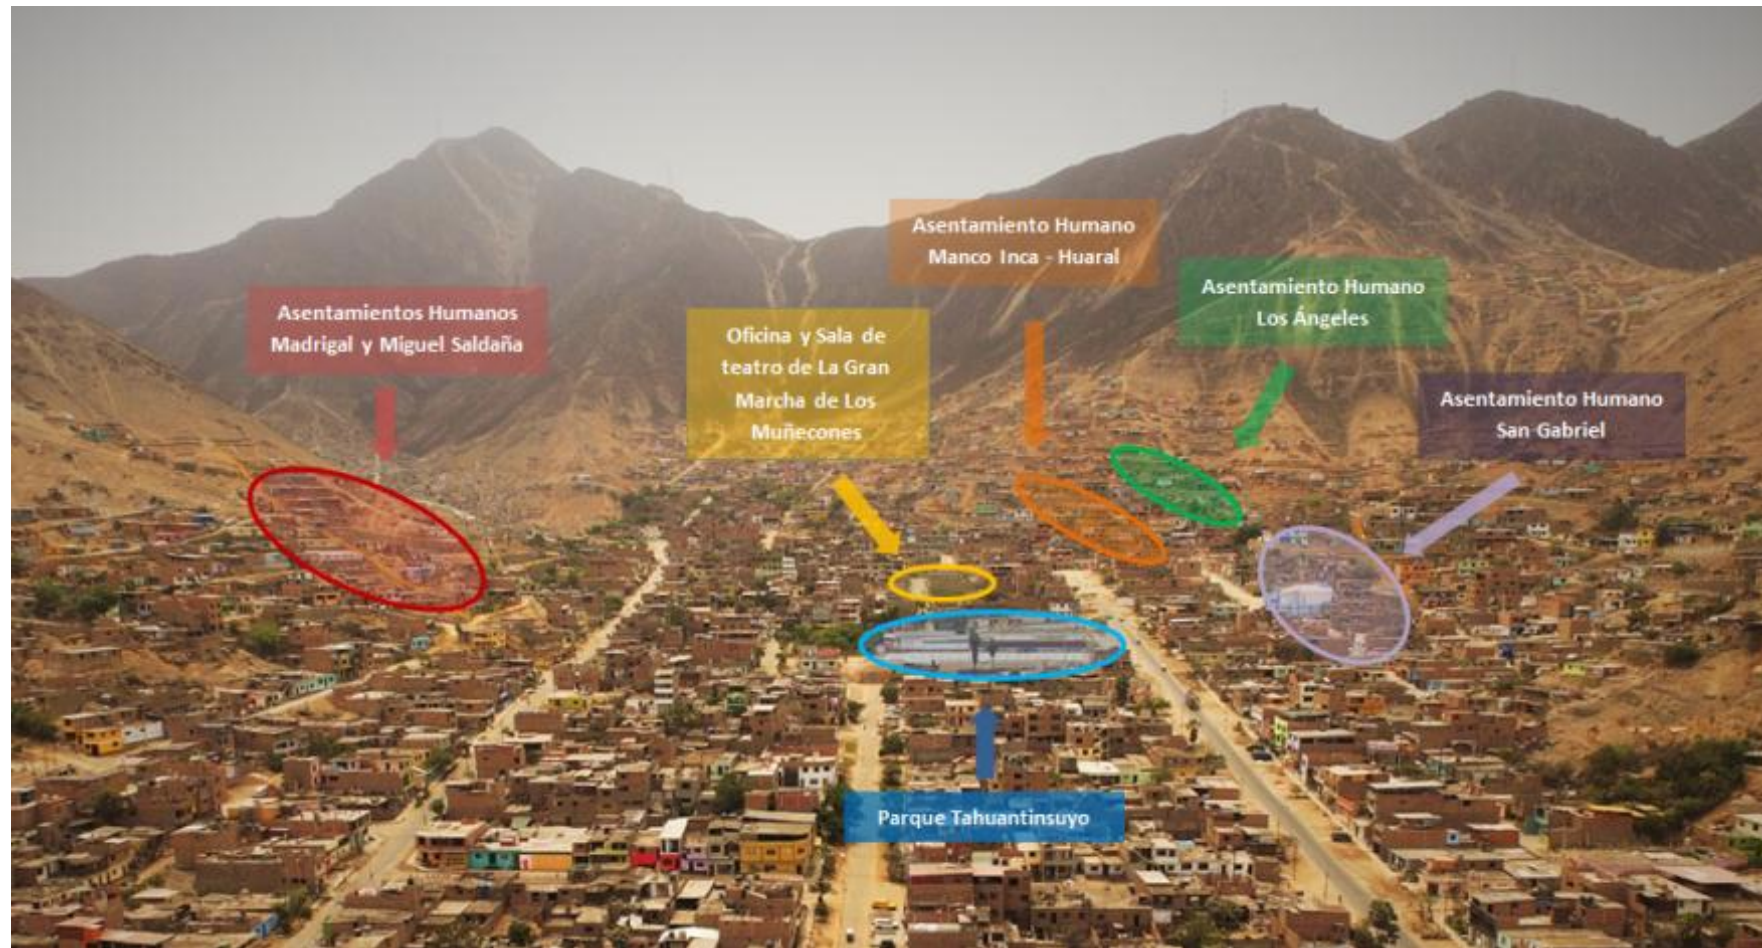 Asentamiento Humano
Manco Inca - Huaral
Asentamiento Humano
Los Ángeles
Asentamientos Humanos
Madrigal y Miguel Saldaña
Oficina y Sala de
teatro de La Gran
Marcha de Los
Muñecones
Asentamiento Humano
San Gabriel
Parque Tahuantinsuyo